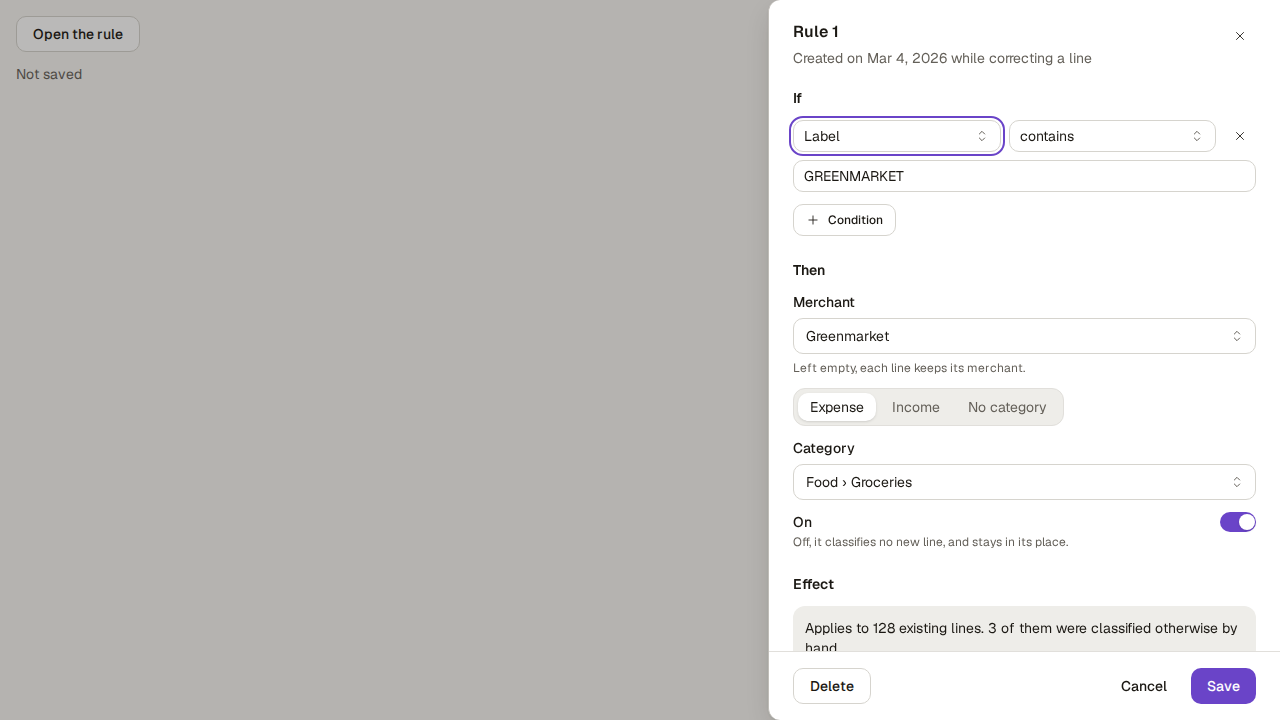 Open the rule
Not saved
Rule 1
Created on Mar 4, 2026 while correcting a line
If
Label
contains
GREENMARKET
Condition
Then
Merchant
Greenmarket
Left empty, each line keeps its merchant.
Expense
Income
No category
Category
Food › Groceries
On
Off, it classifies no new line, and stays in its place.
Effect
Applies to 128 existing lines. 3 of them were classified otherwise by
hand
Delete
Cancel
Save